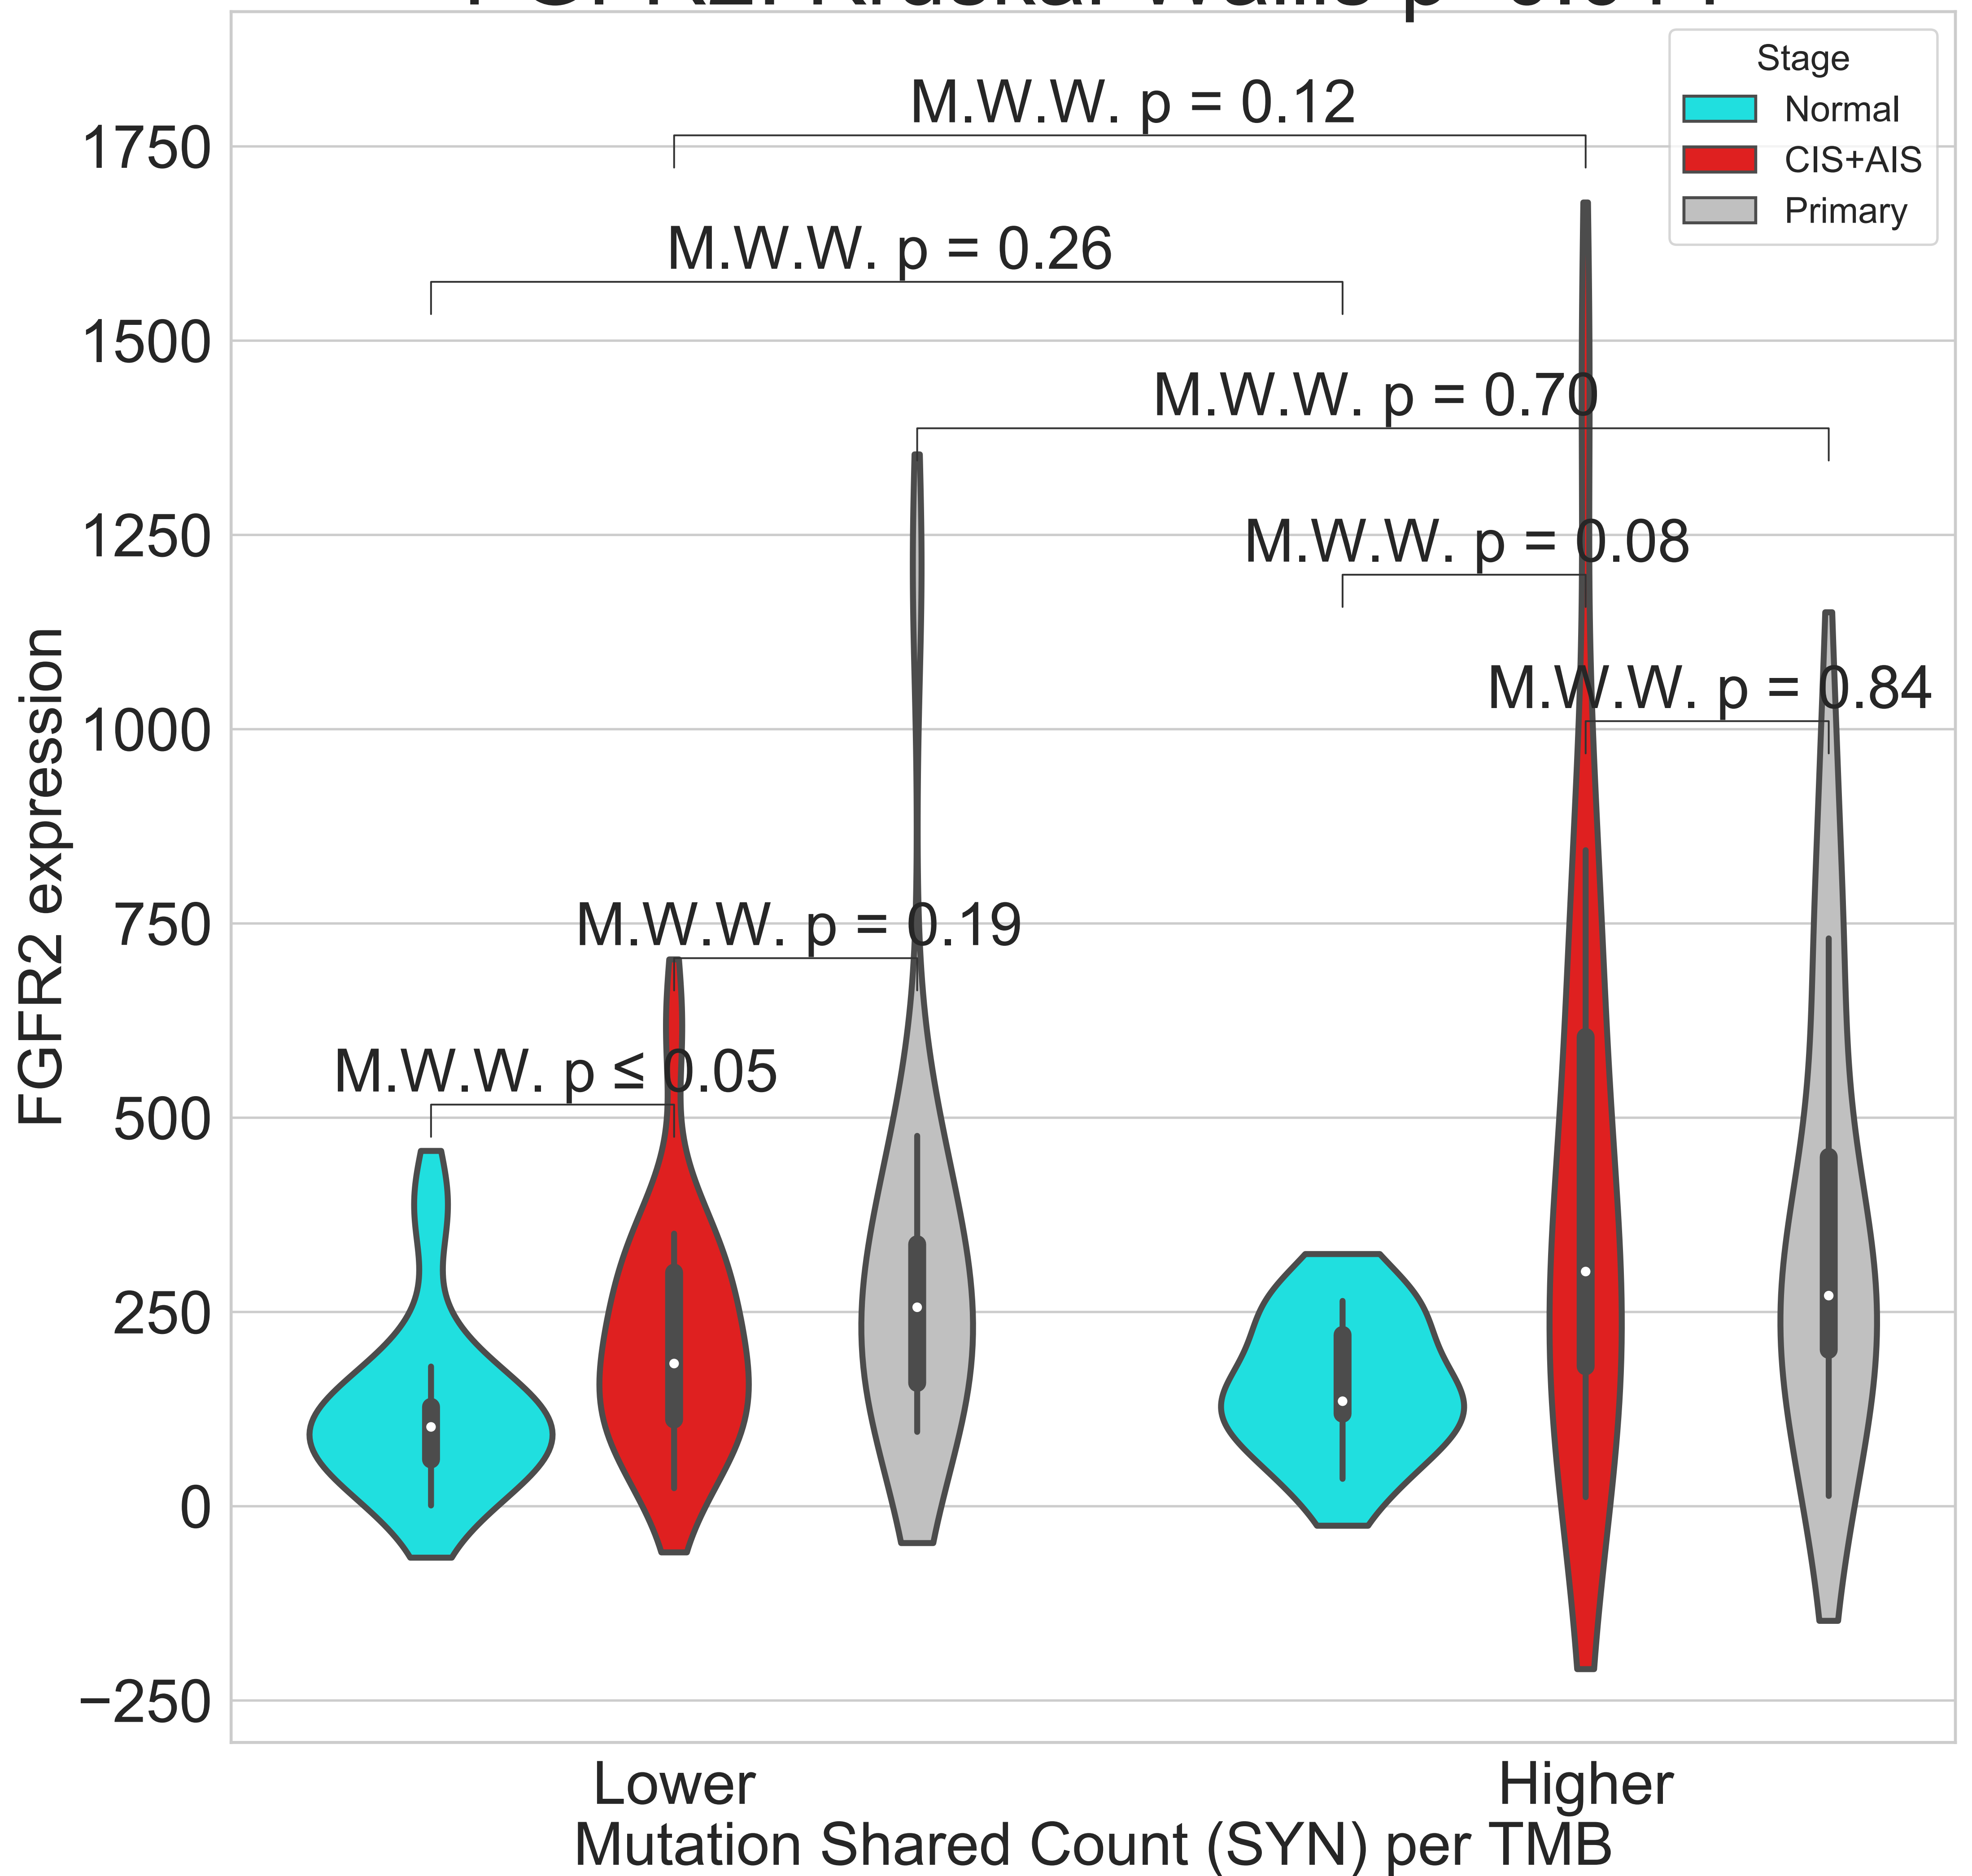 Stage
Normal
CIS+AIS
Primary
M.W.W. p = 0.12
M.W.W. p = 0.26
M.W.W. p = 0.70
M.W.W. p = 0.08
M.W.W. p = 0.84
M.W.W. p = 0.19
M.W.W. p ≤ 0.05
1750
1500
1250
1000
750
500
250
0
−250
FGFR2 expression
Lower
Higher
Mutation Shared Count (SYN) per TMB